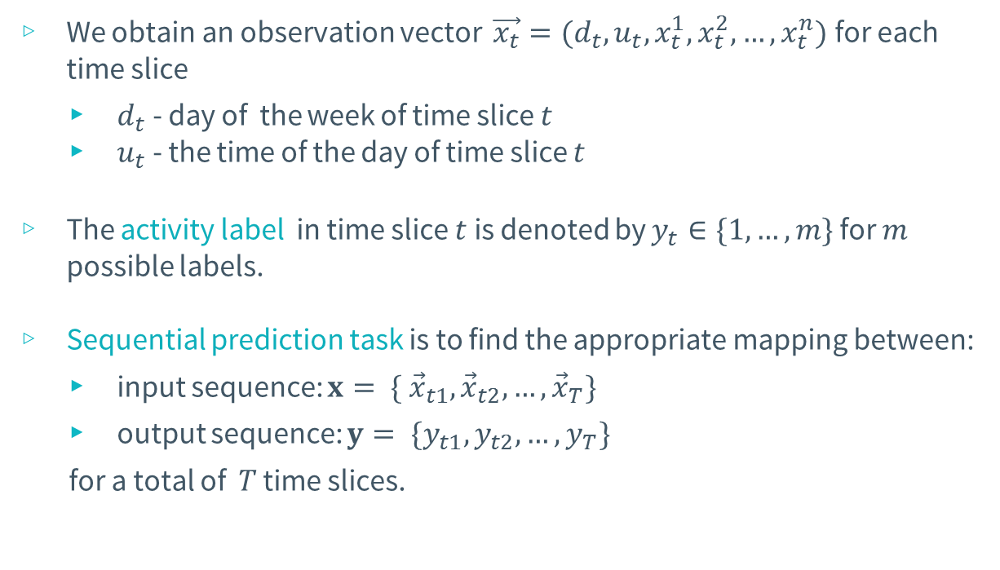 ▷ We obtain an observation vector $\overrightarrow{x_t} = (d_t, u_t, x_t^1, x_t^2, \ldots, x_t^n)$ for each
time slice
▸ $d_t$ - day of the week of time slice $t$
▸ $u_t$ - the time of the day of time slice $t$
▷ The activity label in time slice $t$ is denoted by $y_t \in \{1, \ldots, m\}$ for $m$
possible labels.
▷ Sequential prediction task is to find the appropriate mapping between:
▸ input sequence: $\mathbf{x} = \{ \vec{x}_{t1}, \vec{x}_{t2}, \ldots, \vec{x}_T \}$
▸ output sequence: $\mathbf{y} = \{ y_{t1}, y_{t2}, \ldots, y_T \}$
for a total of $T$ time slices.